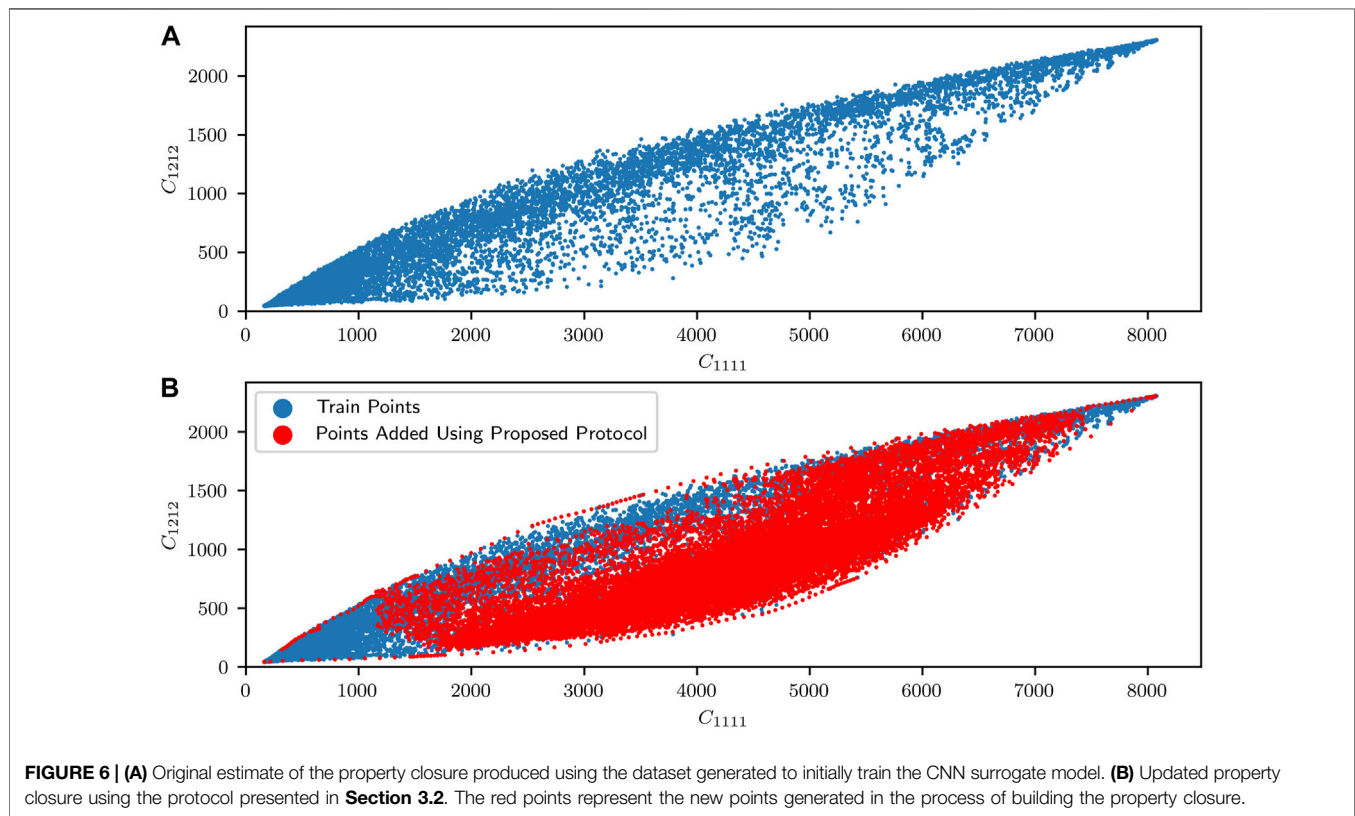 A
2000
1500
1000
500
0
C1212
0 1000 2000 3000 4000 5000 6000 7000 8000
C1111
B
Train Points
Points Added Using Proposed Protocol
2000
1500
1000
500
0
C1212
0 1000 2000 3000 4000 5000 6000 7000 8000
C1111
FIGURE 6 | (A) Original estimate of the property closure produced using the dataset generated to initially train the CNN surrogate model. (B) Updated property
closure using the protocol presented in Section 3.2. The red points represent the new points generated in the process of building the property closure.